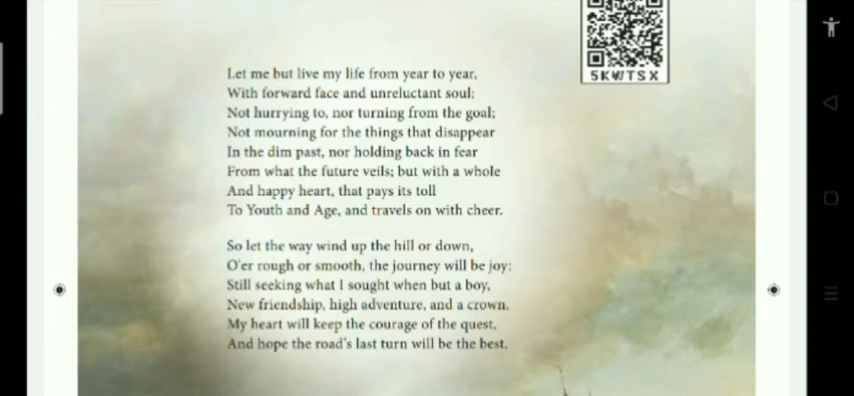 5KWTSX
Let me but live my life from year to year,
With forward face and unreluctant soul;
Not hurrying to, nor turning from the goal;
Not mourning for the things that disappear
In the dim past, nor holding back in fear
From what the future veils; but with a whole
And happy heart, that pays its toll
To Youth and Age, and travels on with cheer.
So let the way wind up the hill or down,
O'er rough or smooth, the journey will be joy:
Still seeking what I sought when but a boy,
New friendship, high adventure, and a crown,
My heart will keep the courage of the quest,
And hope the road's last turn will be the best.